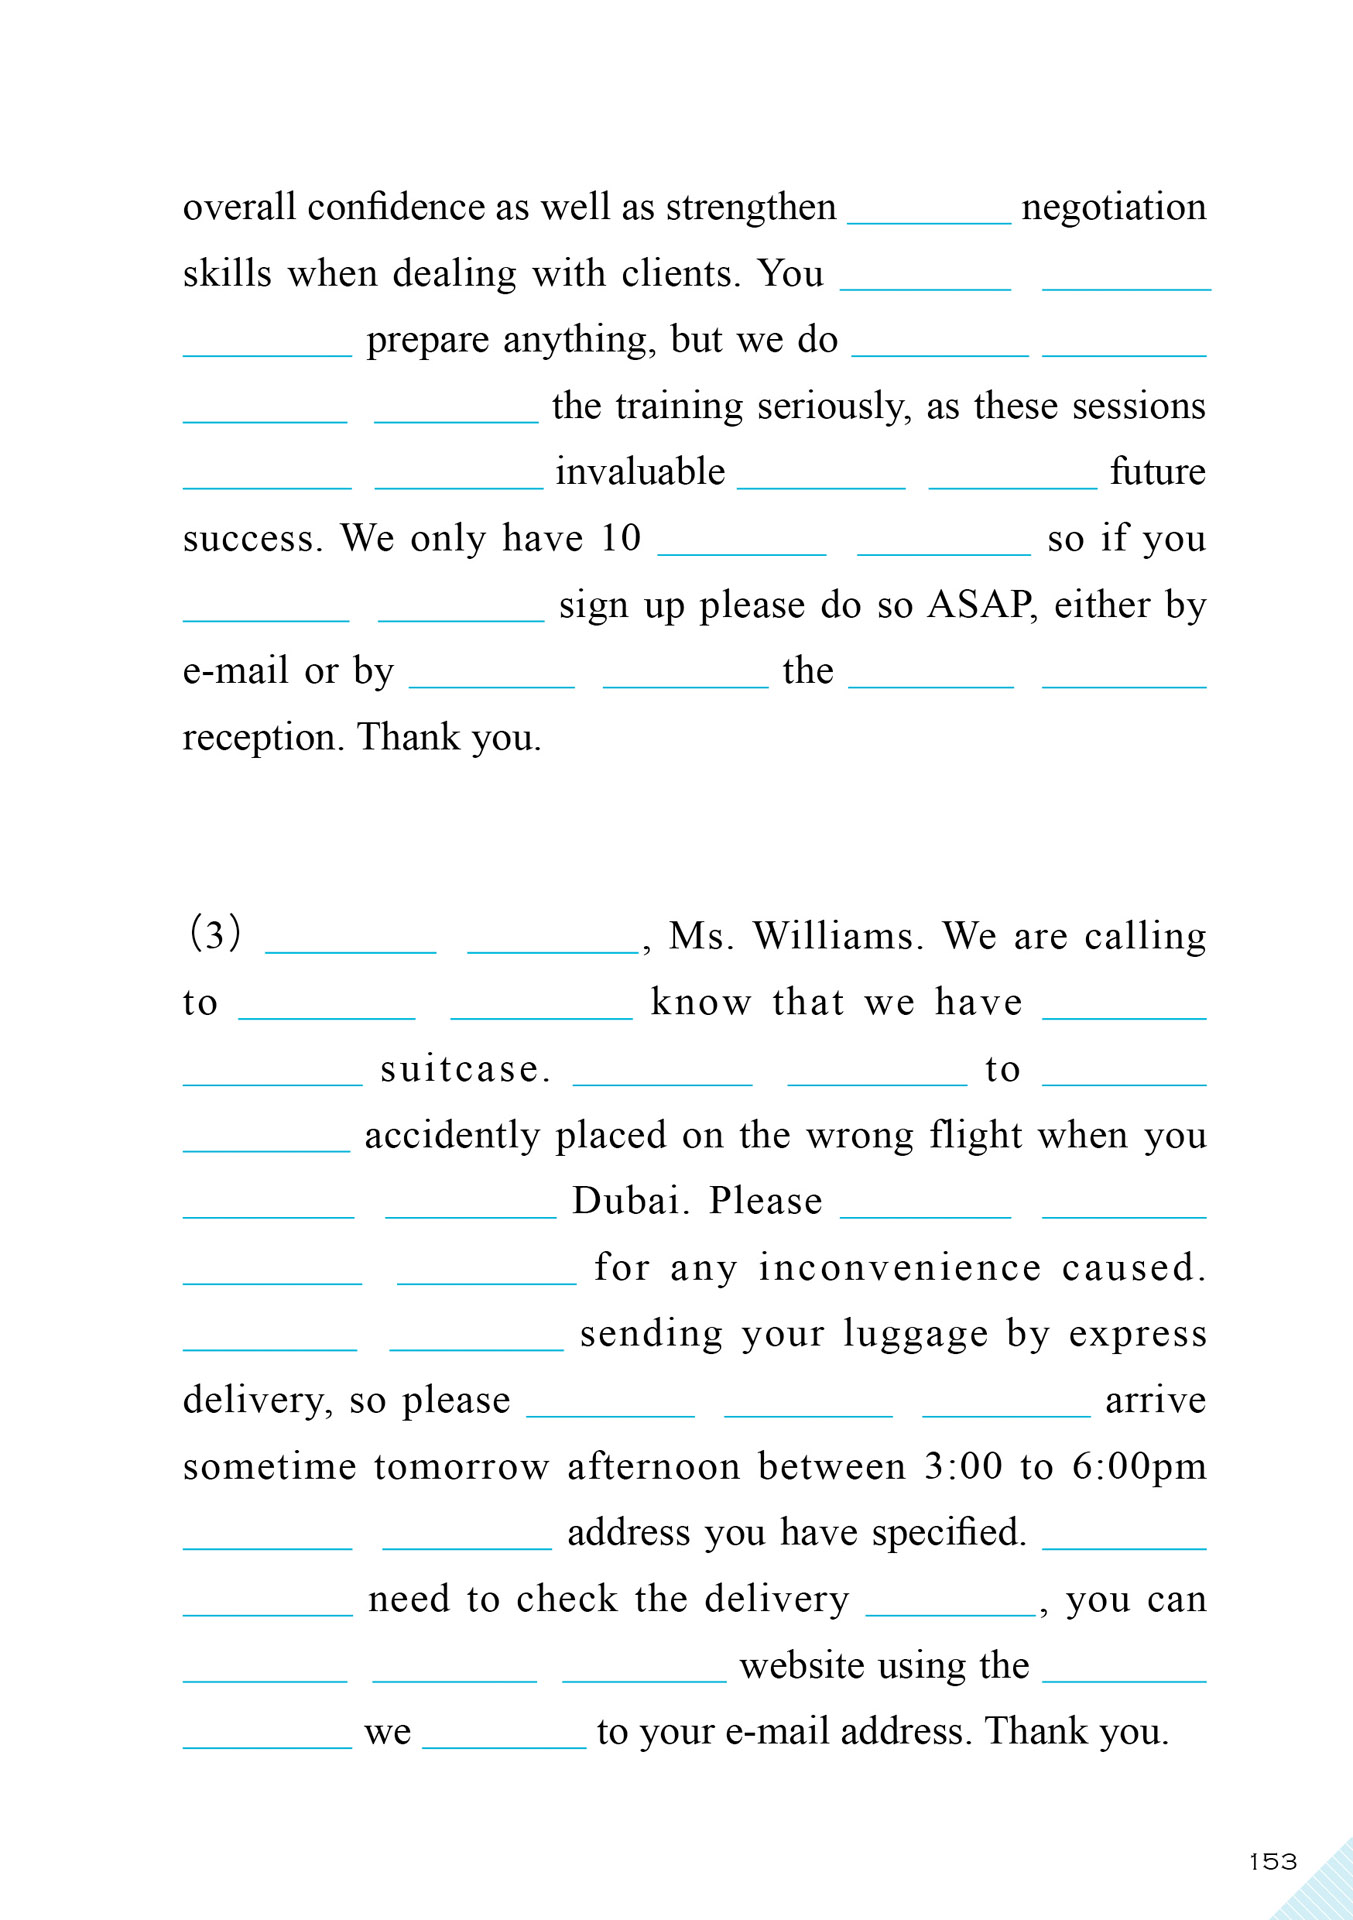 overall confidence as well as strengthen ________ negotiation
skills when dealing with clients. You ________ ________
________ prepare anything, but we do ________ ________
________ ________ the training seriously, as these sessions
________ ________ invaluable ________ ________ future
success. We only have 10 ________ ________ so if you
________ ________ sign up please do so ASAP, either by
e-mail or by ________ ________ the ________ ________
reception. Thank you.
(3) ________ ________, Ms. Williams. We are calling
to ________ ________ know that we have ________
________ suitcase. ________ ________ to ________
________ accidently placed on the wrong flight when you
________ ________ Dubai. Please ________ ________
________ ________ for any inconvenience caused.
________ ________ sending your luggage by express
delivery, so please ________ ________ ________ arrive
sometime tomorrow afternoon between 3:00 to 6:00pm
________ ________ address you have specified. ________
________ need to check the delivery ________, you can
________ ________ ________ website using the ________
________ we ________ to your e-mail address. Thank you.
153